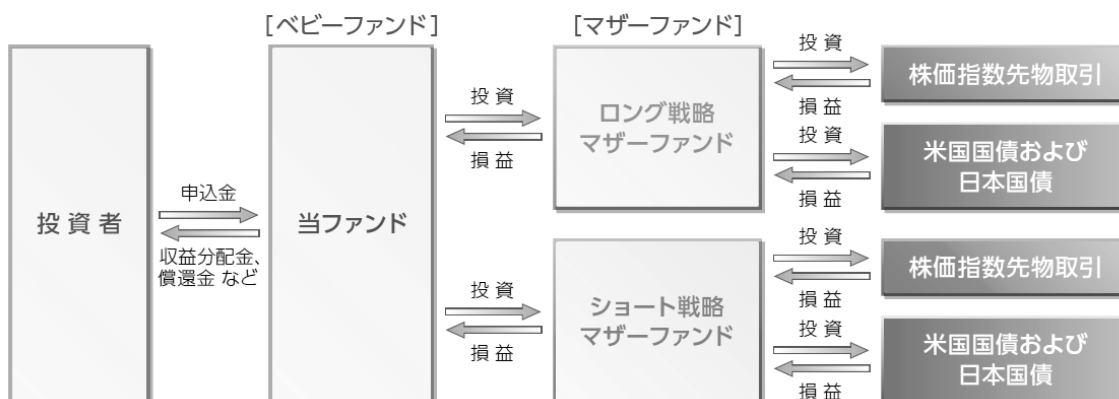 [ベビーファンド]
[マザーファンド]
投資者
申込金
収益分配金、
償還金 など
当ファンド
投 資
損 益
ロング戦略
マザーファンド
投 資
損 益
株価指数先物取引
投 資
損 益
米国国債および
日本国債
投 資
損 益
ショート戦略
マザーファンド
投 資
損 益
株価指数先物取引
投 資
損 益
米国国債および
日本国債